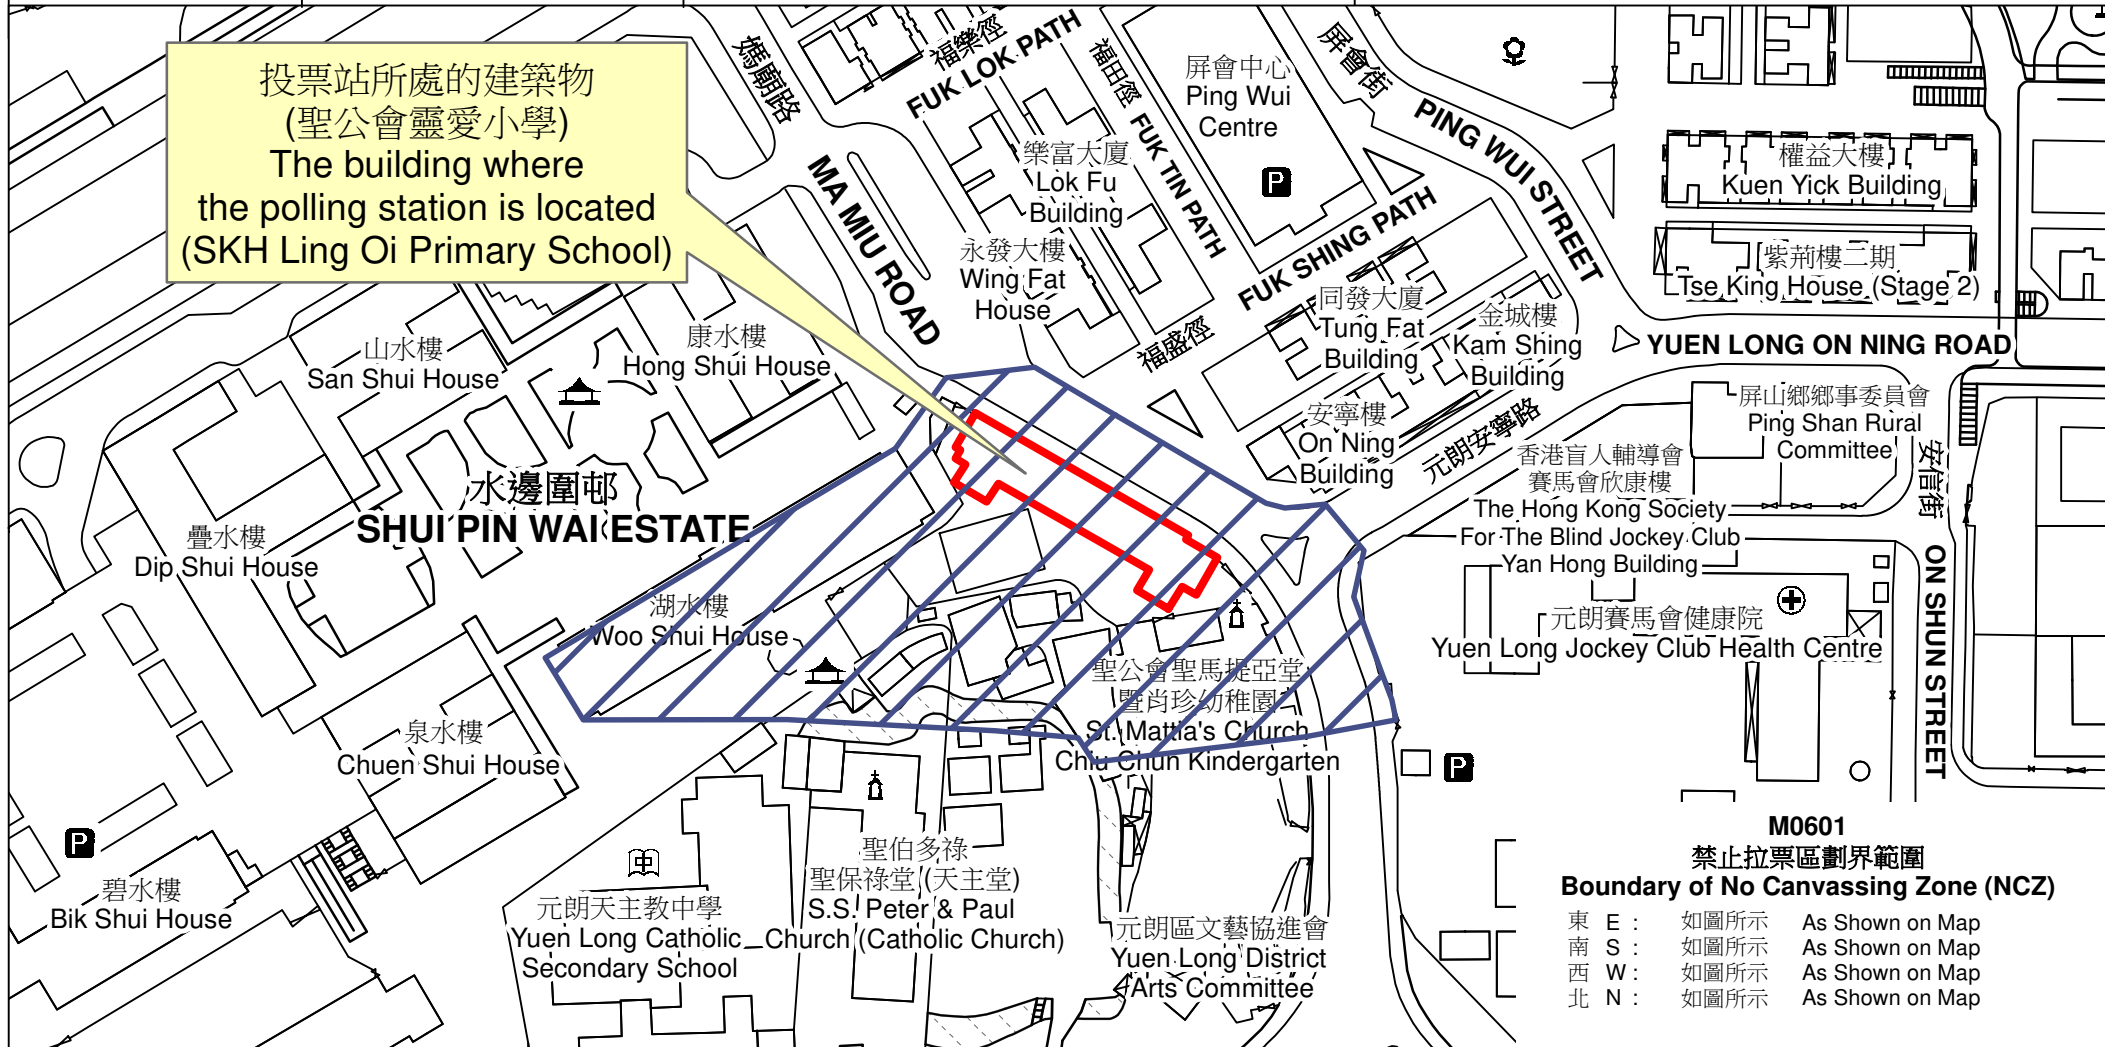 投票站所處的建築物
(聖公會靈愛小學)
The building where
the polling station is located
(SKH Ling Oi Primary School)
媽廟路
MA MIU ROAD
福樂徑
FUK LOK PATH
福田徑
FUK TIN PATH
屏會中心
Ping Wui
Centre
P
屏會街
PING WUI STREET
樂富大廈
Lok Fu
Building
永發大樓
Wing Fat
House
福盛徑
FUK SHING PATH
同發大廈
Tung Fat
Building
金城樓
Kam Shing
Building
安寧樓
On Ning
Building
權益大樓
Kuen Yick Building
紫荊樓二期
Tse King House (Stage 2)
元朗安寧路
YUEN LONG ON NING ROAD
屏山鄉鄉事委員會
Ping Shan Rural
Committee
安信街
ON SHUN STREET
香港盲人輔導會
賽馬會欣康樓
The Hong Kong Society
For The Blind Jockey Club
Yan Hong Building
元朗賽馬會健康院
Yuen Long Jockey Club Health Centre
P
山水樓
San Shui House
康水樓
Hong Shui House
水邊圍邨
SHUI PIN WAI ESTATE
疊水樓
Dip Shui House
湖水樓
Woo Shui House
泉水樓
Chuen Shui House
P
碧水樓
Bik Shui House
聖公會聖馬提亞堂
暨肖珍幼稚園
St. Mattia's Church
Chiu Chun Kindergarten
中
元朗天主教中學
Yuen Long Catholic
Secondary School
聖伯多祿
聖保祿堂 (天主堂)
S.S. Peter & Paul
Church (Catholic Church)
元朗區文藝協進會
Yuen Long District
Arts Committee
M0601
禁止拉票區劃界範圍
Boundary of No Canvassing Zone (NCZ)
東 E : 如圖所示 As Shown on Map
南 S : 如圖所示 As Shown on Map
西 W : 如圖所示 As Shown on Map
北 N : 如圖所示 As Shown on Map